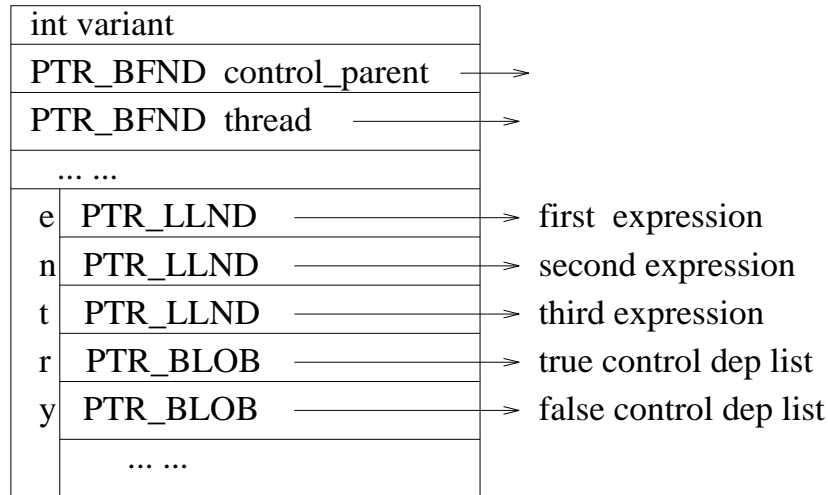 int variant
PTR_BFND control_parent
PTR_BFND thread
... ...
e PTR_LLND first expression
n PTR_LLND second expression
t PTR_LLND third expression
r PTR_BLOB true control dep list
y PTR_BLOB false control dep list
... ...